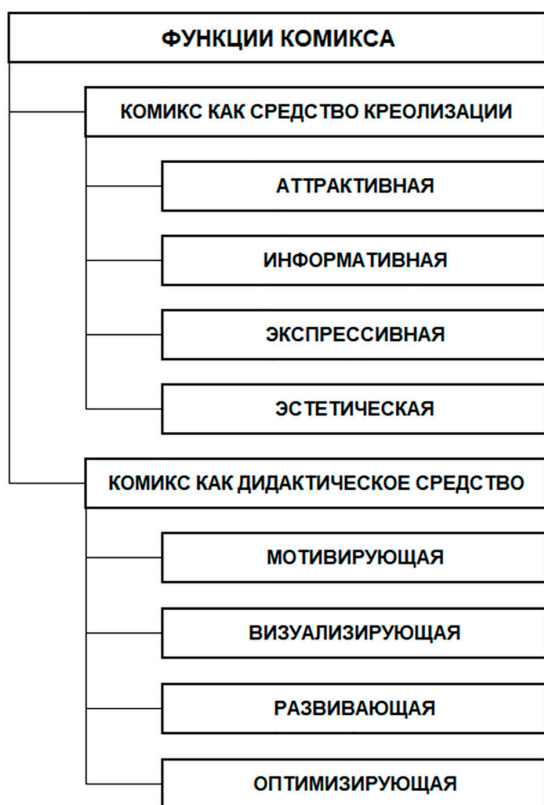 ФУНКЦИИ КОМИКСА
КОМИКС КАК СРЕДСТВО КРЕОЛИЗАЦИИ
АТТРАКТИВНАЯ
ИНФОРМАТИВНАЯ
ЭКСПРЕССИВНАЯ
ЭСТЕТИЧЕСКАЯ
КОМИКС КАК ДИДАКТИЧЕСКОЕ СРЕДСТВО
МОТИВИРУЮЩАЯ
ВИЗУАЛИЗИРУЮЩАЯ
РАЗВИВАЮЩАЯ
ОПТИМИЗИРУЮЩАЯ